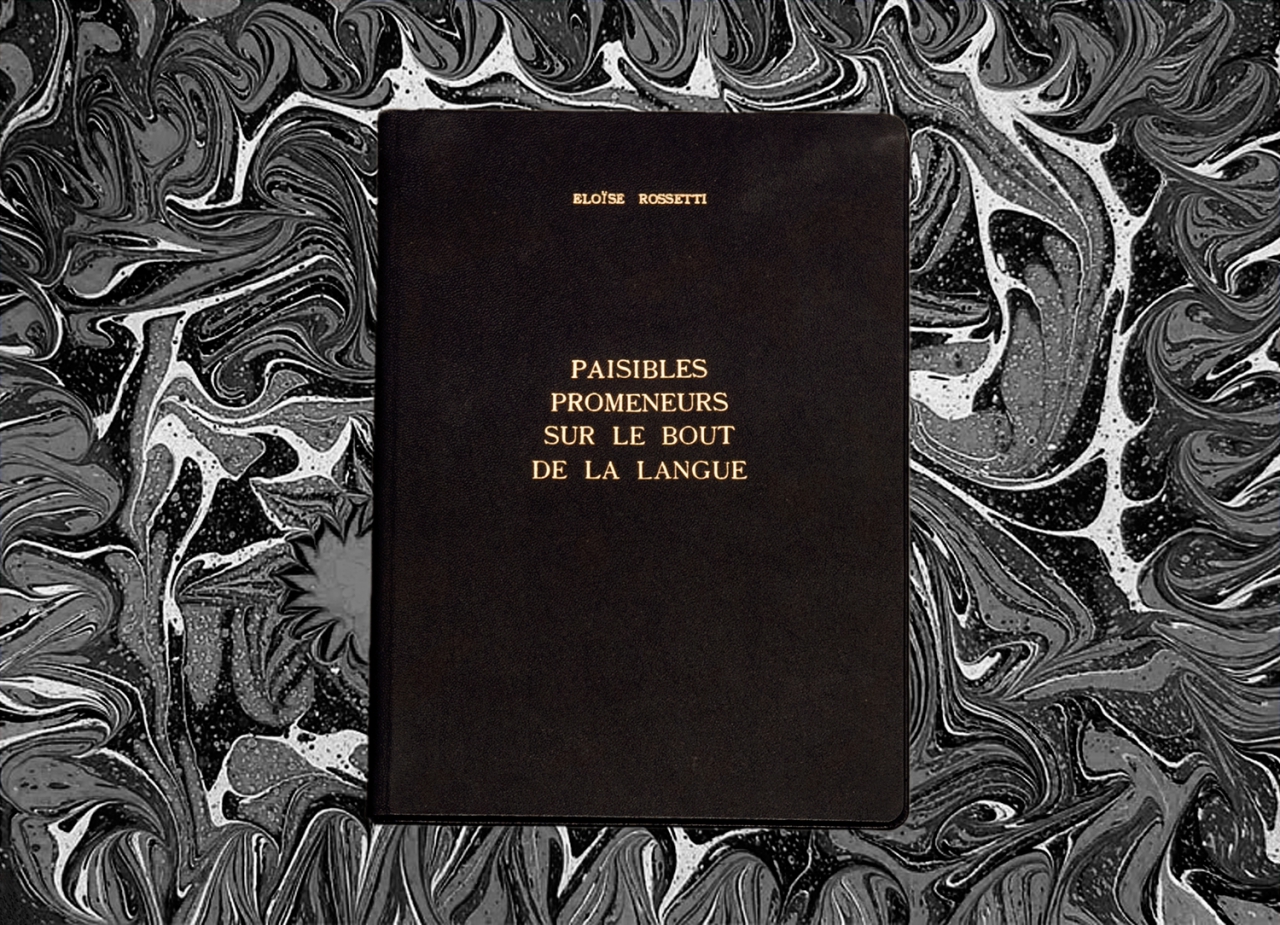 ELOÏSE ROSSETTI
PAISIBLES
PROMENEURS
SUR LE BOUT
DE LA LANGUE